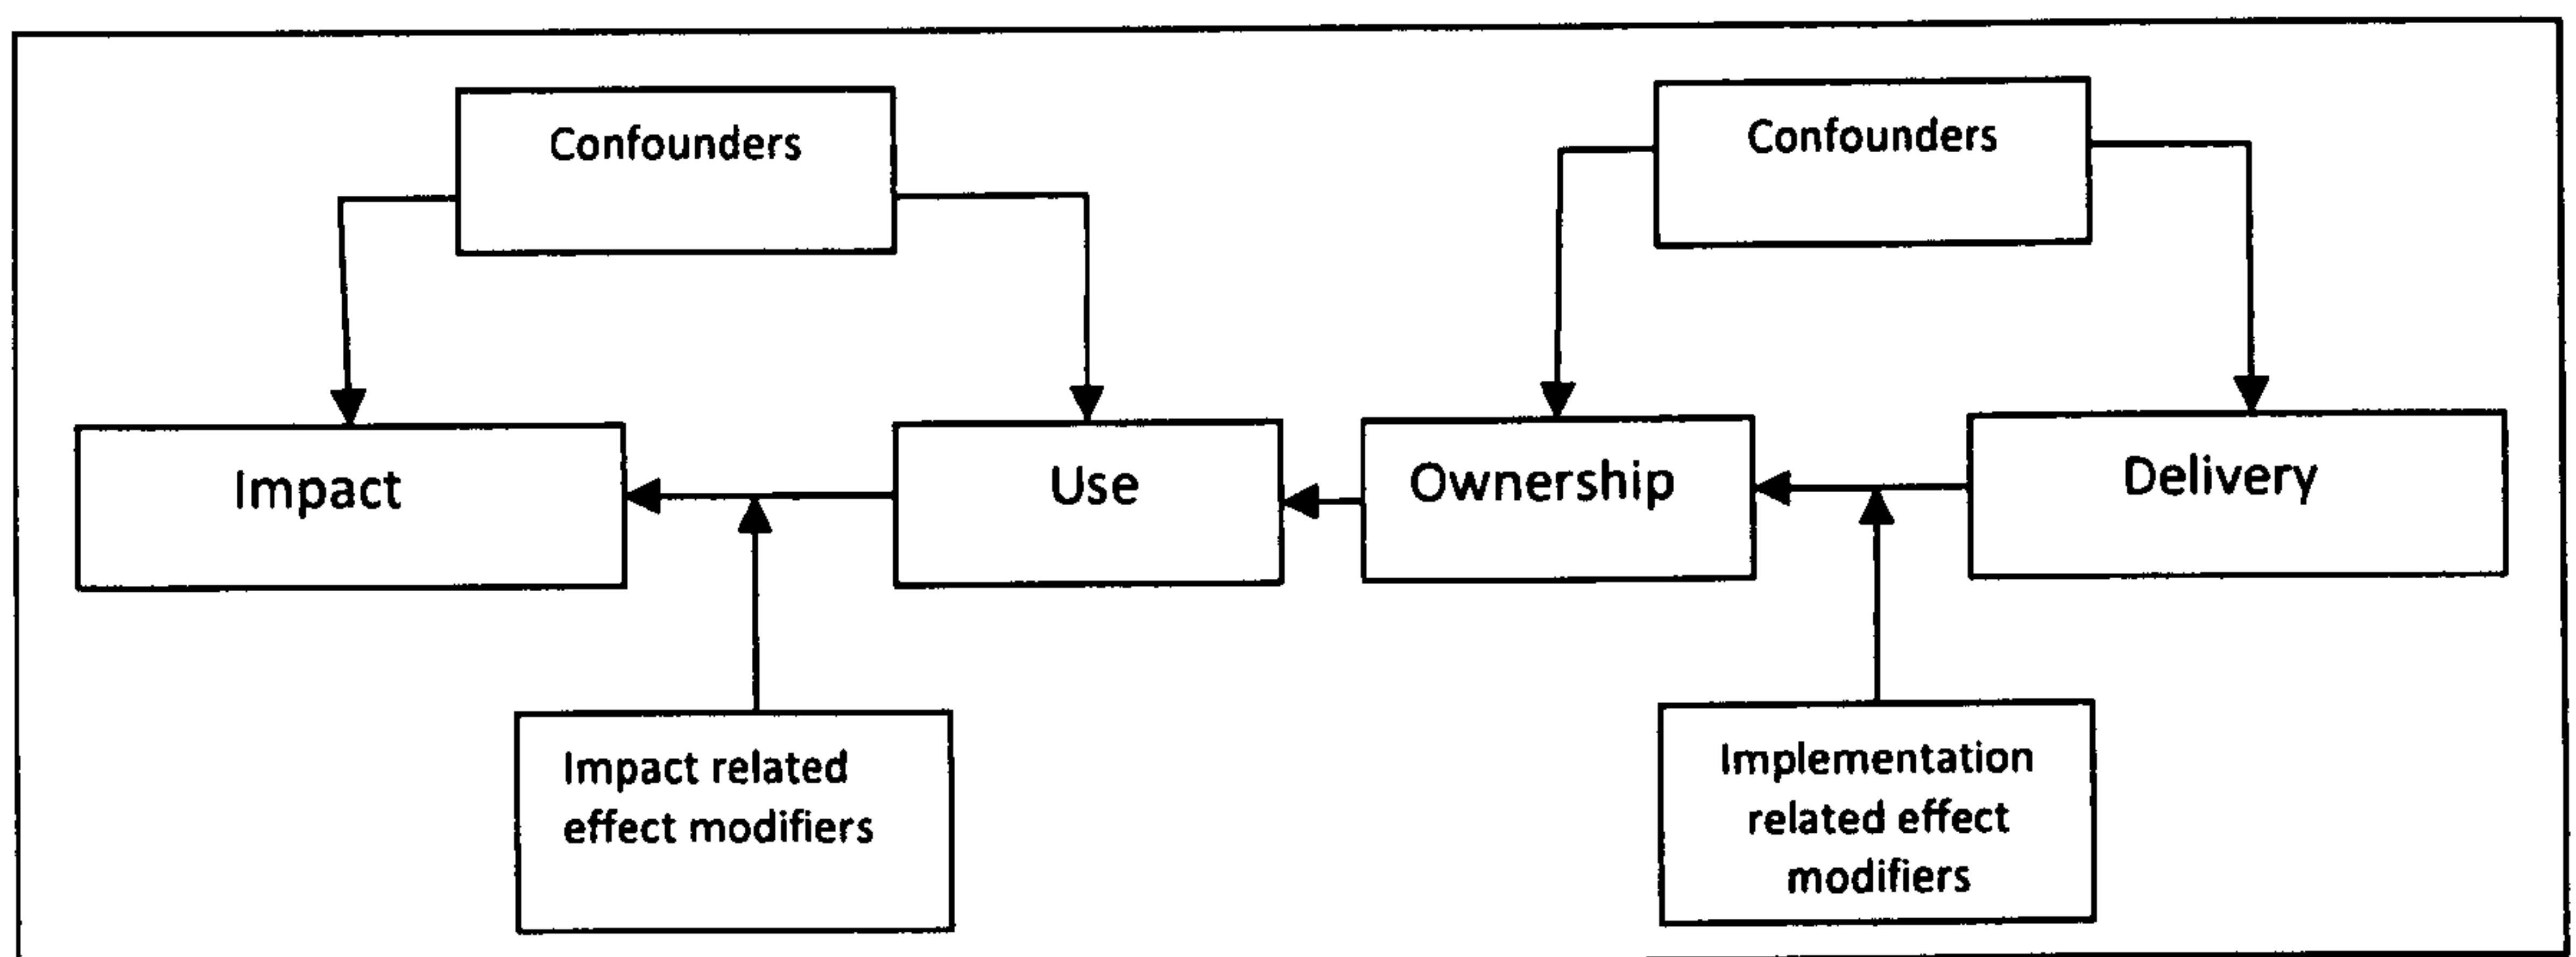 Confounders
Confounders
Impact
Use
Ownership
Delivery
Impact related
effect modifiers
Implementation
related effect
modifiers